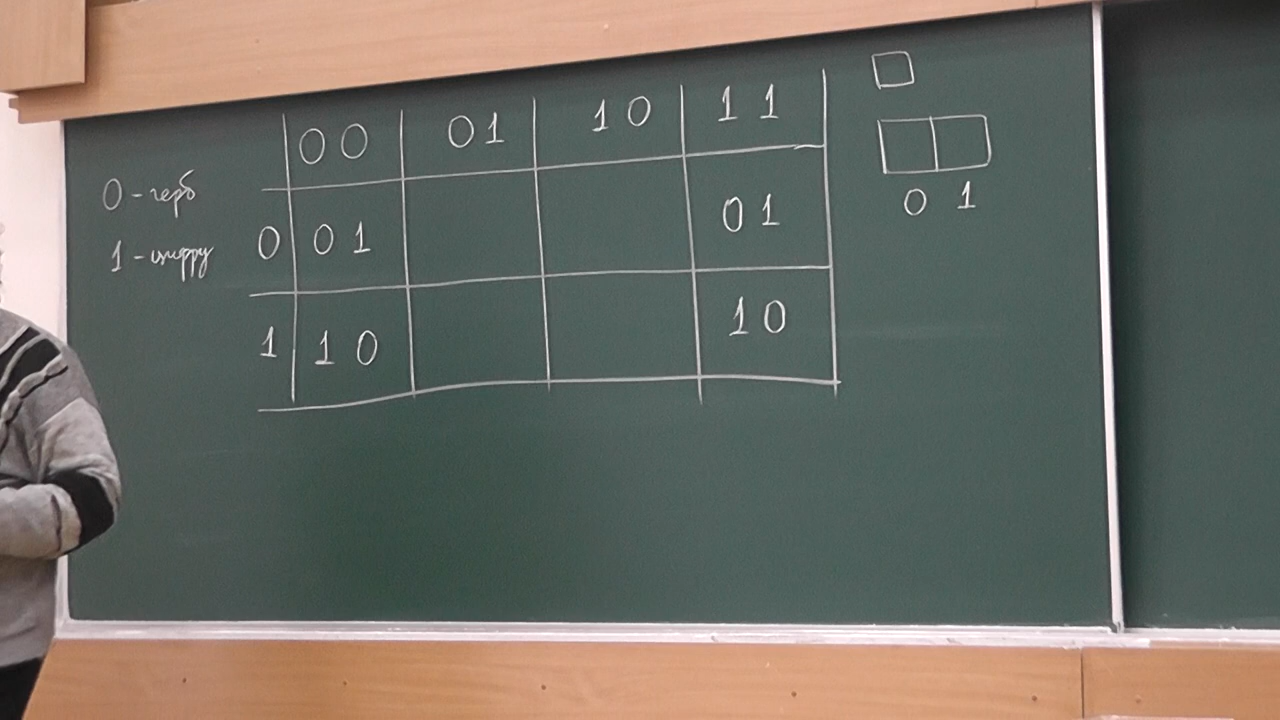 00 01 10 11
0 - герб
0 01 01
1 - цифру
1 10 10
0 1